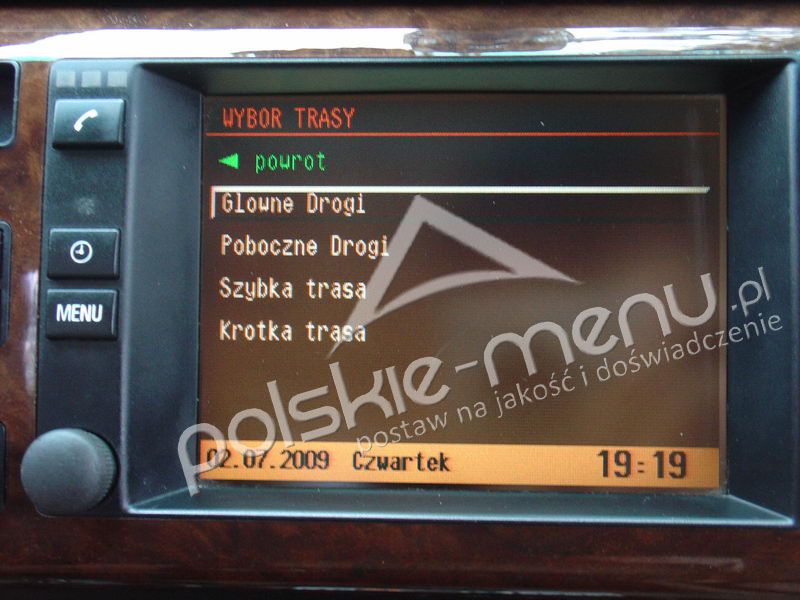 WYBOR TRASY
powrot
Glowne Drogi
Poboczne Drogi
Szybka trasa
Krotka trasa
MENU
polskie-menu.pl
postaw na jakość i doświadczenie
02.07.2009 Czwartek 19:19